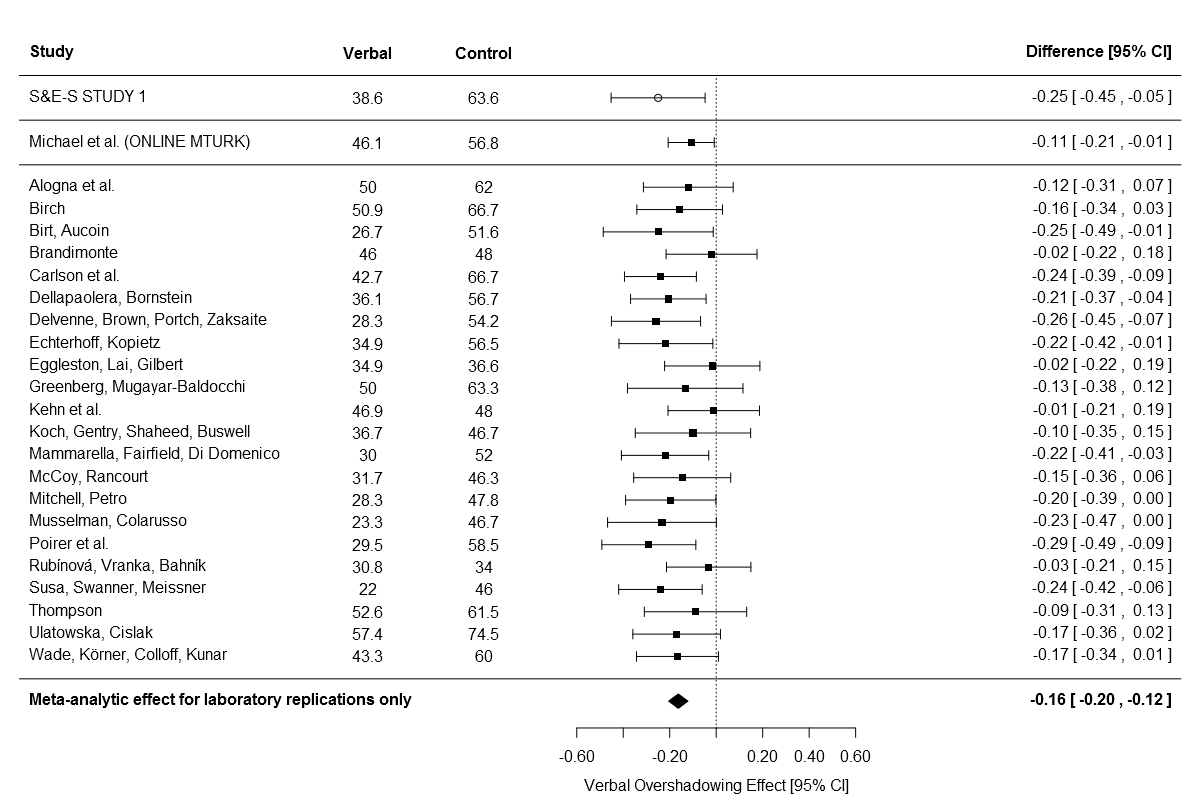 Study Verbal Control Difference [95% CI]
S&E-S STUDY 1 38.6 63.6 -0.25 [ -0.45 , -0.05 ]
Michael et al. (ONLINE MTURK) 46.1 56.8 -0.11 [ -0.21 , -0.01 ]
Alogna et al. 50 62 -0.12 [ -0.31 , 0.07 ]
Birch 50.9 66.7 -0.16 [ -0.34 , 0.03 ]
Birt, Aucoin 26.7 51.6 -0.25 [ -0.49 , -0.01 ]
Brandimonte 46 48 -0.02 [ -0.22 , 0.18 ]
Carlson et al. 42.7 66.7 -0.24 [ -0.39 , -0.09 ]
Dellapaolera, Bornstein 36.1 56.7 -0.21 [ -0.37 , -0.04 ]
Delvenne, Brown, Portch, Zaksaite 28.3 54.2 -0.26 [ -0.45 , -0.07 ]
Echterhoff, Kopietz 34.9 56.5 -0.22 [ -0.42 , -0.01 ]
Eggleston, Lai, Gilbert 34.9 36.6 -0.02 [ -0.22 , 0.19 ]
Greenberg, Mugayar-Baldocchi 50 63.3 -0.13 [ -0.38 , 0.12 ]
Kehn et al. 46.9 48 -0.01 [ -0.21 , 0.19 ]
Koch, Gentry, Shaheed, Buswell 36.7 46.7 -0.10 [ -0.35 , 0.15 ]
Mammarella, Fairfield, Di Domenico 30 52 -0.22 [ -0.41 , -0.03 ]
McCoy, Rancourt 31.7 46.3 -0.15 [ -0.36 , 0.06 ]
Mitchell, Petro 28.3 47.8 -0.20 [ -0.39 , 0.00 ]
Musselman, Colarusso 23.3 46.7 -0.23 [ -0.47 , 0.00 ]
Poirer et al. 29.5 58.5 -0.29 [ -0.49 , -0.09 ]
Rubínová, Vranka, Bahník 30.8 34 -0.03 [ -0.21 , 0.15 ]
Susa, Swanner, Meissner 22 46 -0.24 [ -0.42 , -0.06 ]
Thompson 52.6 61.5 -0.09 [ -0.31 , 0.13 ]
Ulatowska, Cislak 57.4 74.5 -0.17 [ -0.36 , 0.02 ]
Wade, Körner, Colloff, Kunar 43.3 60 -0.17 [ -0.34 , 0.01 ]
Meta-analytic effect for laboratory replications only -0.16 [ -0.20 , -0.12 ]
-0.60 -0.20 0.20 0.40 0.60
Verbal Overshadowing Effect [95% CI]